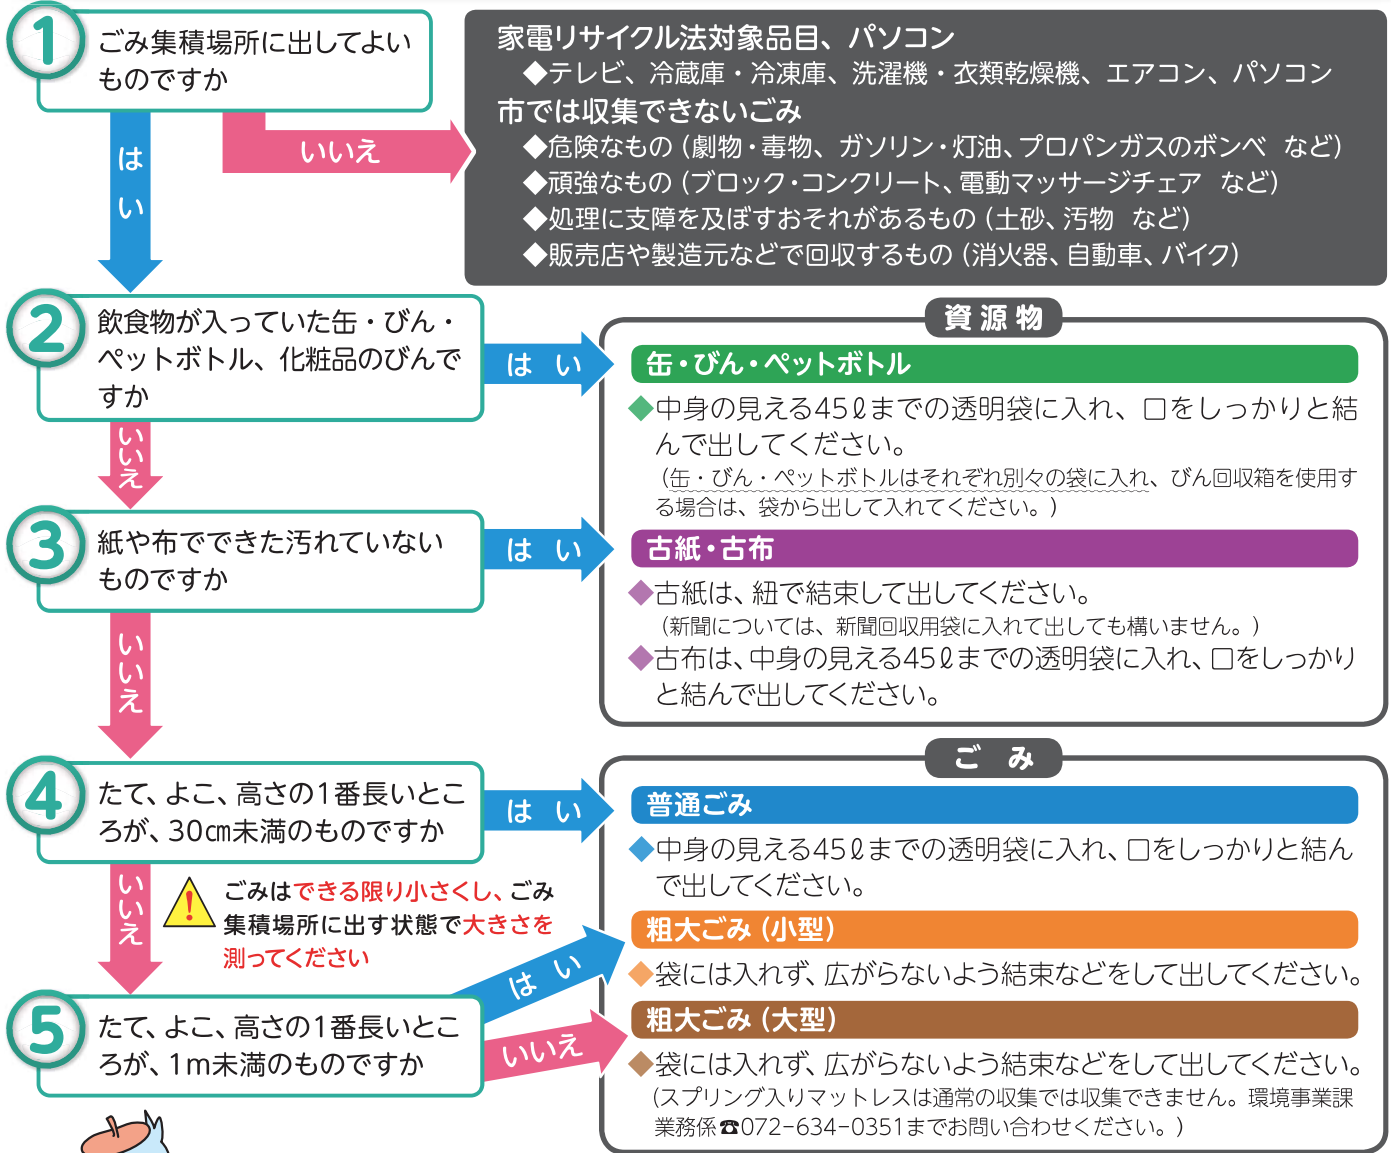 1
ごみ集積場所に出してよい
ものですか
はい
いいえ
家電リサイクル法対象品目、パソコン
◆テレビ、冷蔵庫・冷凍庫、洗濯機・衣類乾燥機、エアコン、パソコン
市では収集できないごみ
◆危険なもの（劇物・毒物、ガソリン・灯油、プロパンガスのボンベ など）
◆頑強なもの（ブロック・コンクリート、電動マッサージチェア など）
◆処理に支障を及ぼすおそれがあるもの（土砂、汚物 など）
◆販売店や製造元などで回収するもの（消火器、自動車、バイク）
2
飲食物が入っていた缶・びん・
ペットボトル、化粧品のびんで
すか
はい
いいえ
資源物
缶・びん・ペットボトル
◆中身の見える45ℓまでの透明袋に入れ、口をしっかりと結
んで出してください。
（缶・びん・ペットボトルはそれぞれ別々の袋に入れ、びん回収箱を使用す
る場合は、袋から出して入れてください。）
3
紙や布でできた汚れていない
ものですか
はい
いいえ
古紙・古布
◆古紙は、紐で結束して出してください。
（新聞については、新聞回収用袋に入れて出しても構いません。）
◆古布は、中身の見える45ℓまでの透明袋に入れ、口をしっかり
と結んで出してください。
4
たて、よこ、高さの1番長いとこ
ろが、30㎝未満のものですか
はい
いいえ
ごみはできる限り小さくし、ごみ
集積場所に出す状態で大きさを
測ってください
ごみ
普通ごみ
◆中身の見える45ℓまでの透明袋に入れ、口をしっかりと結ん
で出してください。
5
たて、よこ、高さの1番長いとこ
ろが、1m未満のものですか
はい
いいえ
粗大ごみ（小型）
◆袋には入れず、広がらないよう結束などをして出してください。
粗大ごみ（大型）
◆袋には入れず、広がらないよう結束などをして出してください。
（スプリング入りマットレスは通常の収集では収集できません。環境事業課
業務係☎072-634-0351までお問い合わせください。）